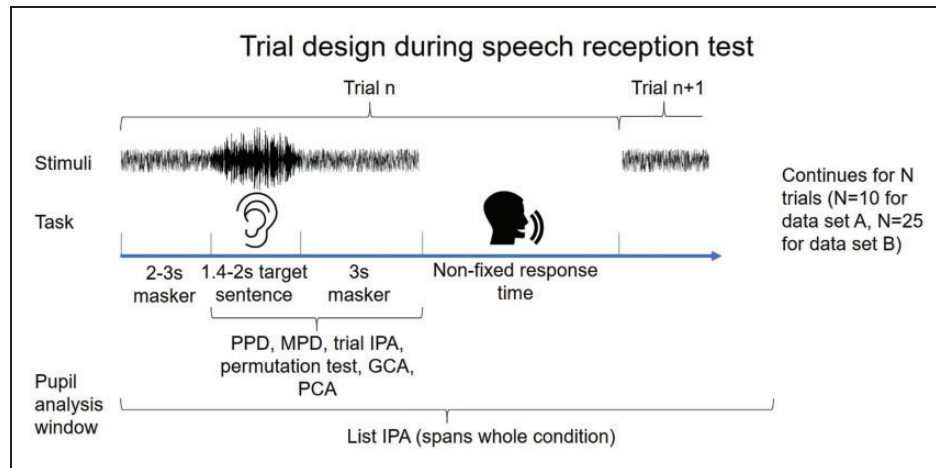 Trial design during speech reception test
Trial n
Trial n+1
Stimuli
Continues for N
trials (N=10 for
data set A, N=25
for data set B)
Task
2-3s
masker
1.4-2s target
sentence
3s
masker
Non-fixed response
time
PPD, MPD, trial IPA,
permutation test, GCA,
PCA
Pupil
analysis
window
List IPA (spans whole condition)